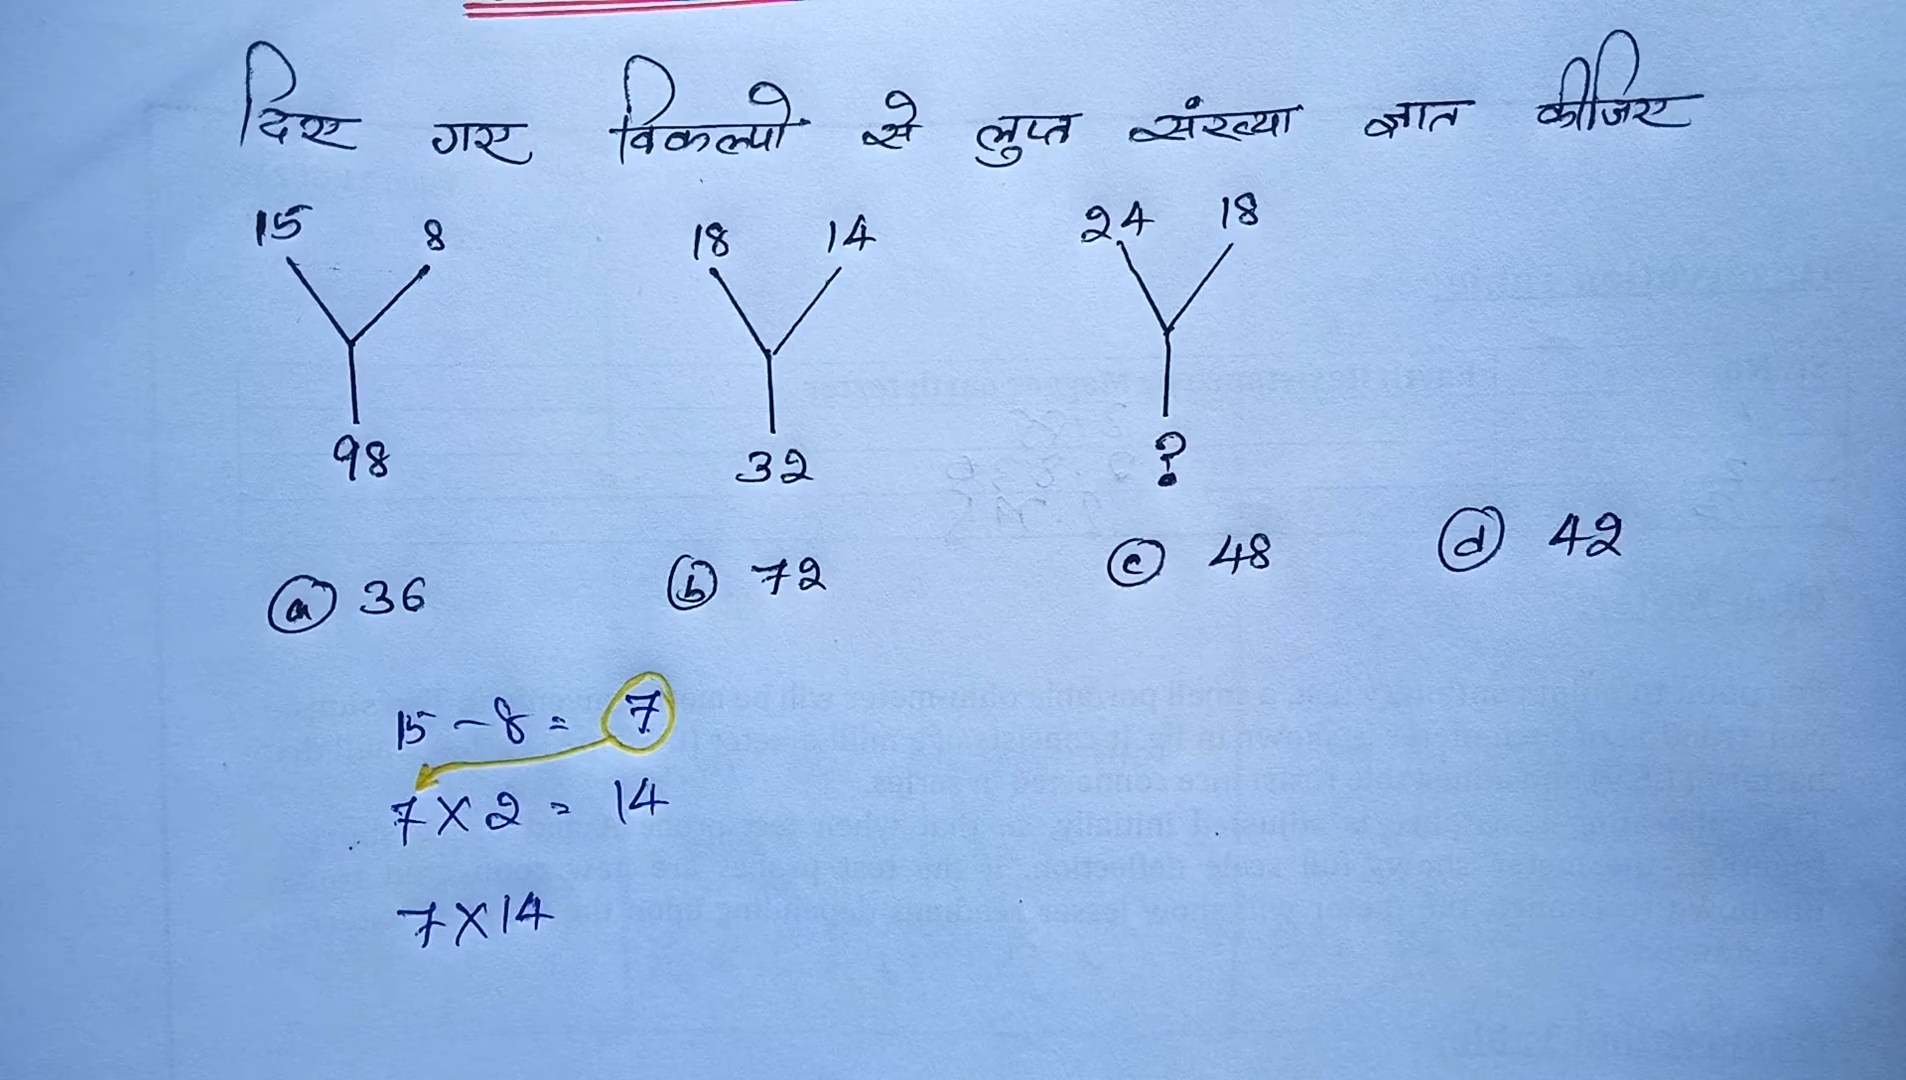 दिए गए विकल्पो से लुप्त संख्या ज्ञात कीजिए
15 8 18 14 24 18
98 32 ?
(a) 36 (b) 72 (c) 48 (d) 42
15 - 8 = 7
7 X 2 = 14
7 X 14